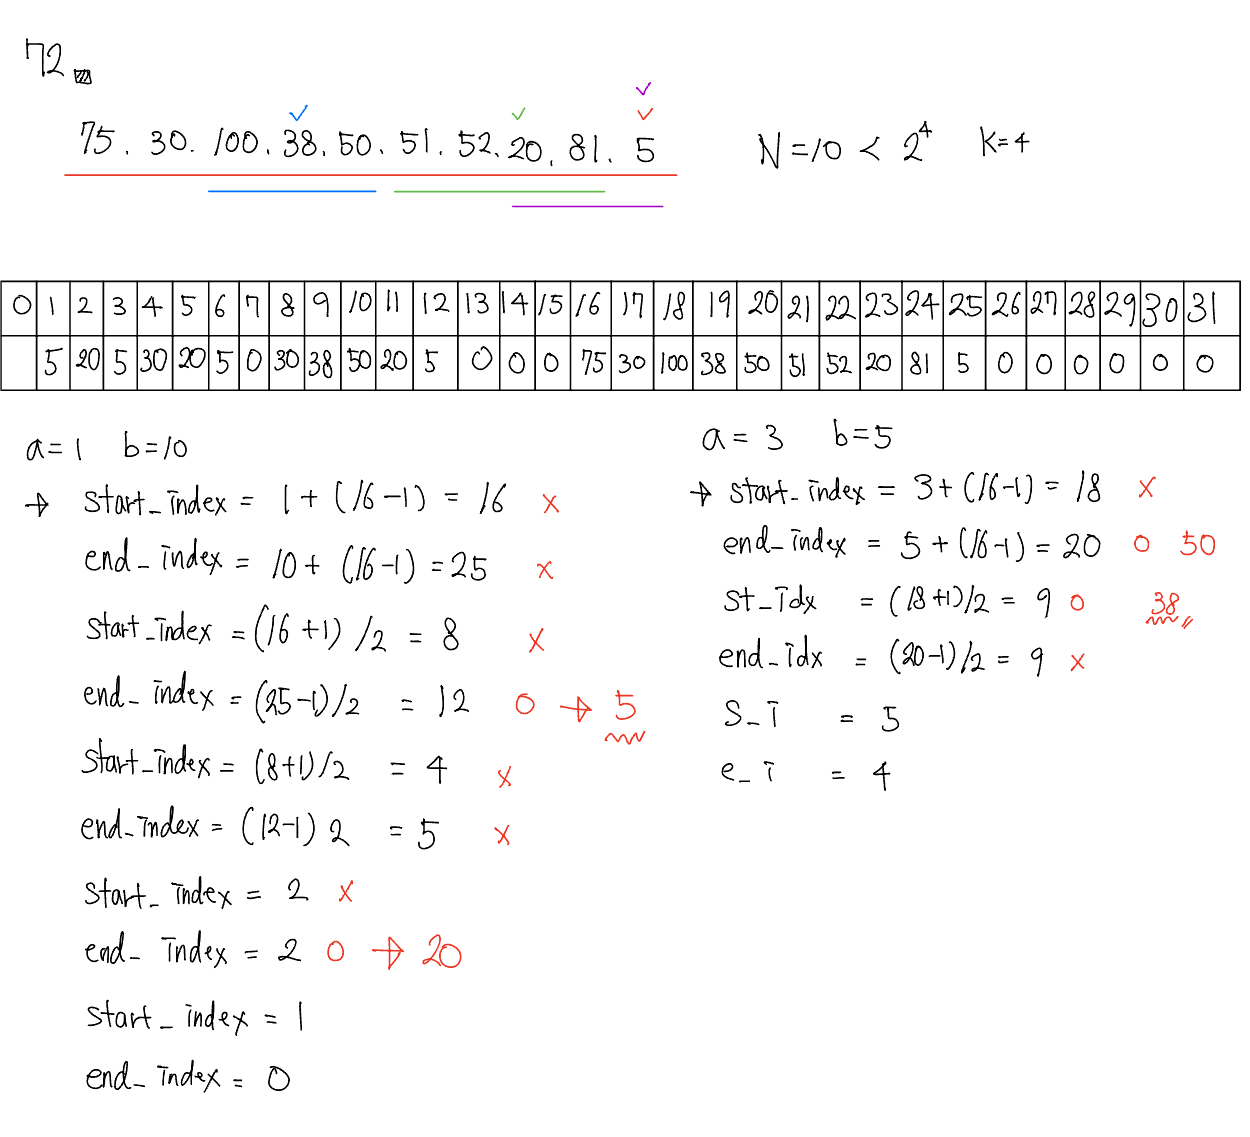 72.
75. 30. 100. 38. 50. 51. 52. 20. 81. 5
N=10 < 2^4 K=4
0 1 2 3 4 5 6 7 8 9 10 11 12 13 14 15 16 17 18 19 20 21 22 23 24 25 26 27 28 29 30 31
5 20 5 30 20 5 0 30 38 50 20 5 0 0 0 75 30 100 38 50 51 52 20 81 5 0 0 0 0 0 0
a=1 b=10
→ start_index = 1+(16-1) = 16 x
end_index = 10+ (16-1) = 25 x
start_index = (16+1) /2 = 8 x
end_index = (25-1)/2 = 12 o → 5
start_index = (8+1)/2 = 4 x
end_index = (12-1) 2 = 5 x
start_index = 2 x
end_index = 2 o → 20
start_index = 1
end_index = 0
a = 3 b=5
→ start_index = 3+(16-1) = 18 x
end_index = 5+(16-1) = 20 o 50
st_idx = (18+1)/2 = 9 o 38
end_idx = (20-1)/2 = 9 x
s_i = 5
e_i = 4